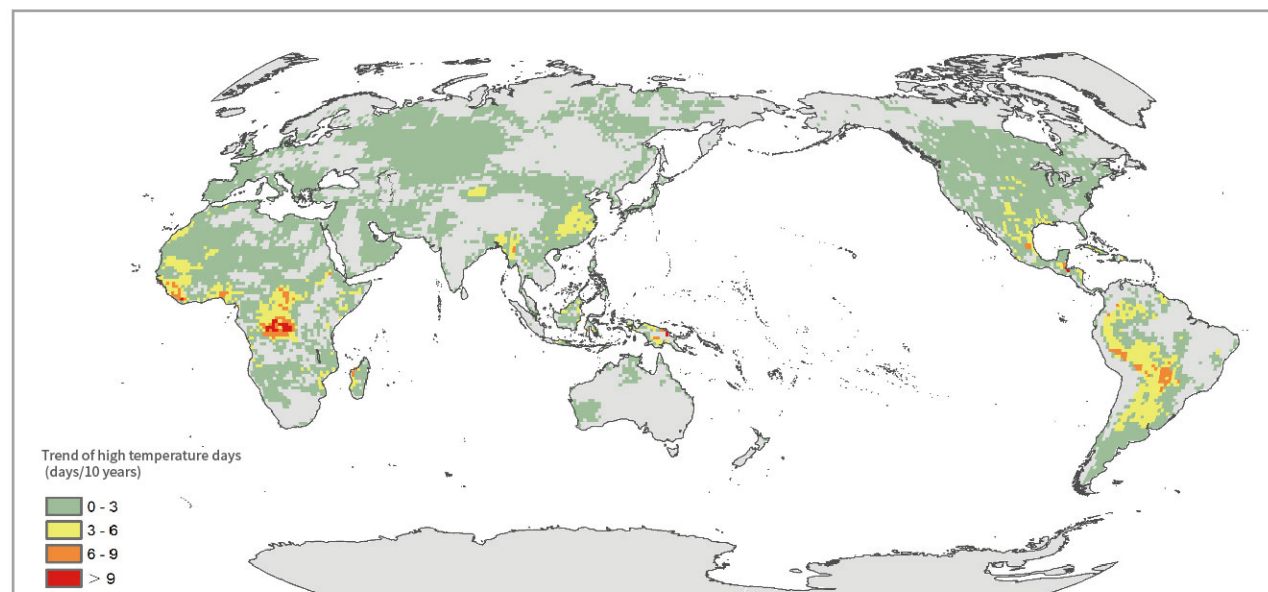 Trend of high temperature days
(days/10 years)
0 - 3
3 - 6
6 - 9
> 9